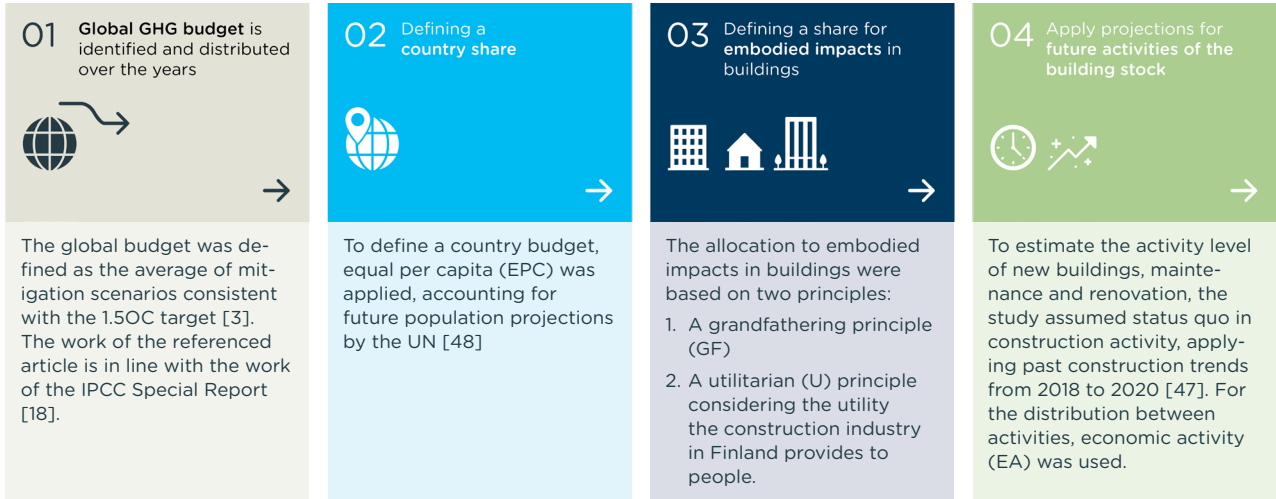 01
Global GHG budget is
identified and distributed
over the years
The global budget was de-
fined as the average of mit-
igation scenarios consistent
with the 1.5OC target [3].
The work of the referenced
article is in line with the work
of the IPCC Special Report
[18].
02
Defining a
country share
To define a country budget,
equal per capita (EPC) was
applied, accounting for
future population projections
by the UN [48]
03
Defining a share for
embodied impacts in
buildings
The allocation to embodied
impacts in buildings were
based on two principles:
1. A grandfathering principle
(GF)
2. A utilitarian (U) principle
considering the utility
the construction industry
in Finland provides to
people.
04
Apply projections for
future activities of the
building stock
To estimate the activity level
of new buildings, mainte-
nance and renovation, the
study assumed status quo in
construction activity, apply-
ing past construction trends
from 2018 to 2020 [47]. For
the distribution between
activities, economic activity
(EA) was used.